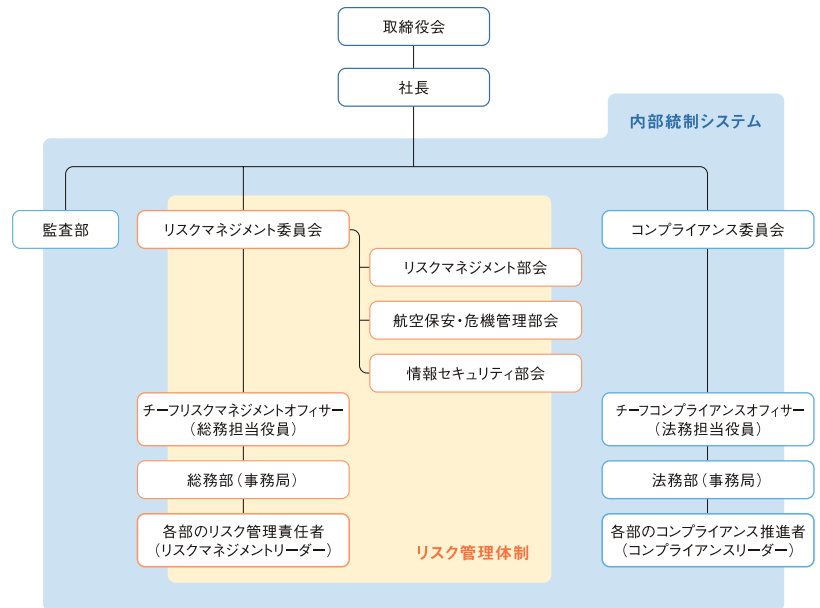 取締役会
社長
内部統制システム
監査部
リスクマネジメント委員会
コンプライアンス委員会
リスクマネジメント部会
航空保安・危機管理部会
情報セキュリティ部会
チーフリスクマネジメントオフィサー
（総務担当役員）
チーフコンプライアンスオフィサー
（法務担当役員）
総務部（事務局）
法務部（事務局）
各部のリスク管理責任者
（リスクマネジメントリーダー）
各部のコンプライアンス推進者
（コンプライアンスリーダー）
リスク管理体制